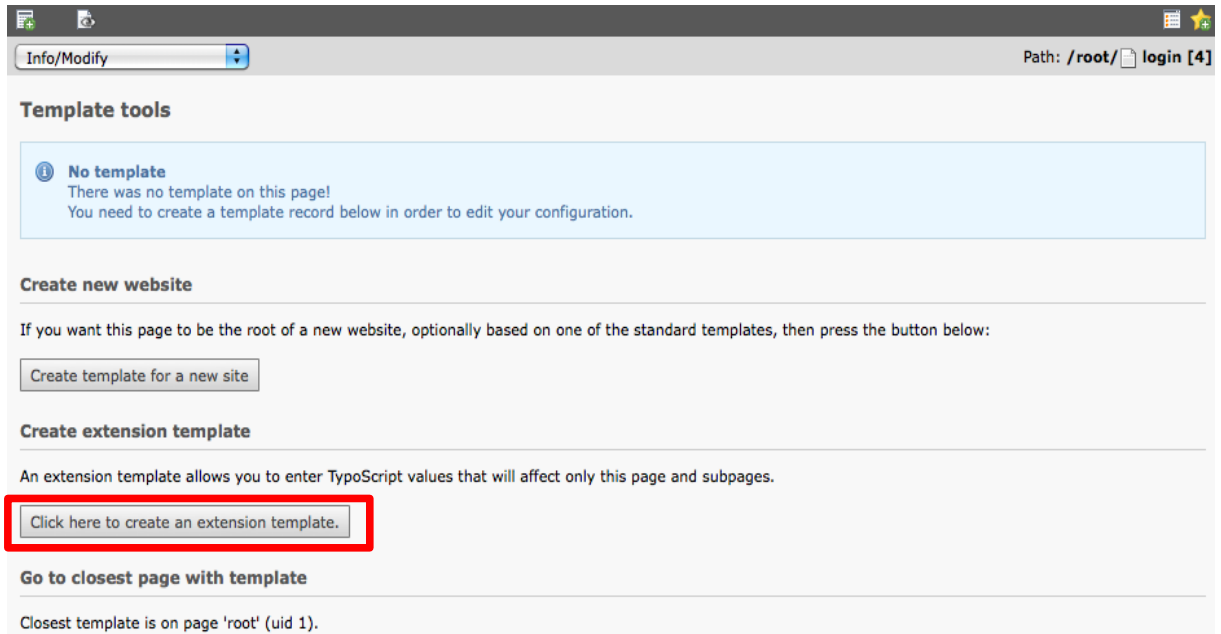 Info/Modify
Path: /root/ login [4]
Template tools
No template
There was no template on this page!
You need to create a template record below in order to edit your configuration.
Create new website
If you want this page to be the root of a new website, optionally based on one of the standard templates, then press the button below:
Create template for a new site
Create extension template
An extension template allows you to enter TypoScript values that will affect only this page and subpages.
Click here to create an extension template.
Go to closest page with template
Closest template is on page 'root' (uid 1).